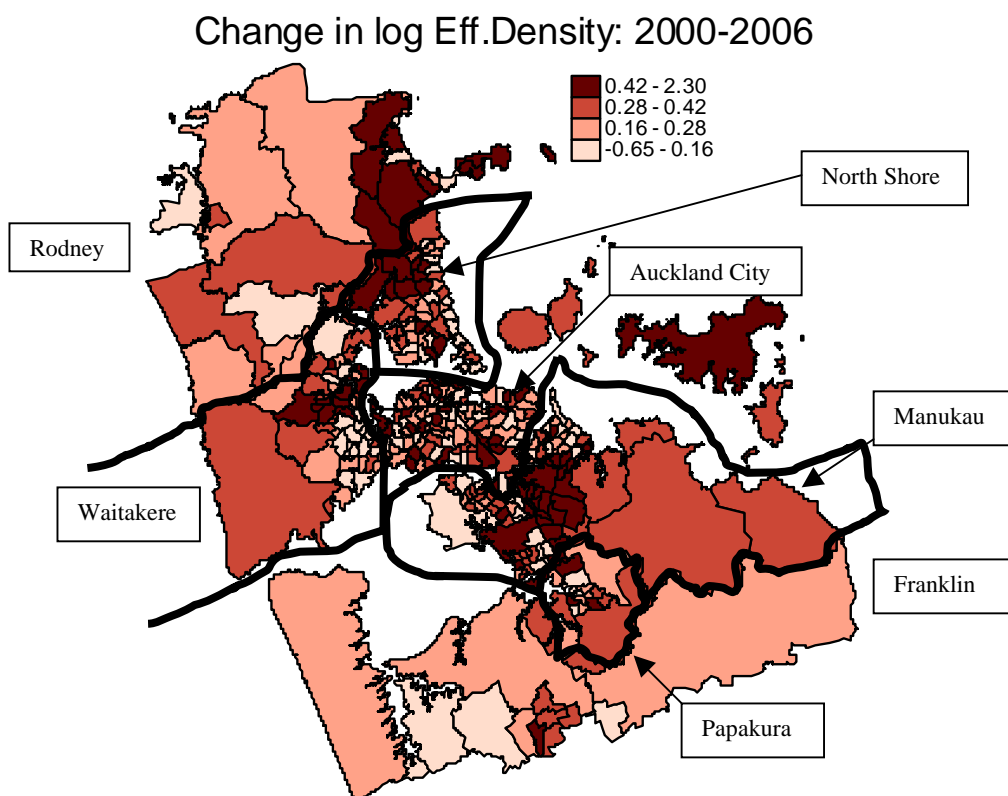 Change in log Eff.Density: 2000-2006
0.42 - 2.30
0.28 - 0.42
0.16 - 0.28
-0.65 - 0.16
North Shore
Rodney
Auckland City
Manukau
Waitakere
Franklin
Papakura